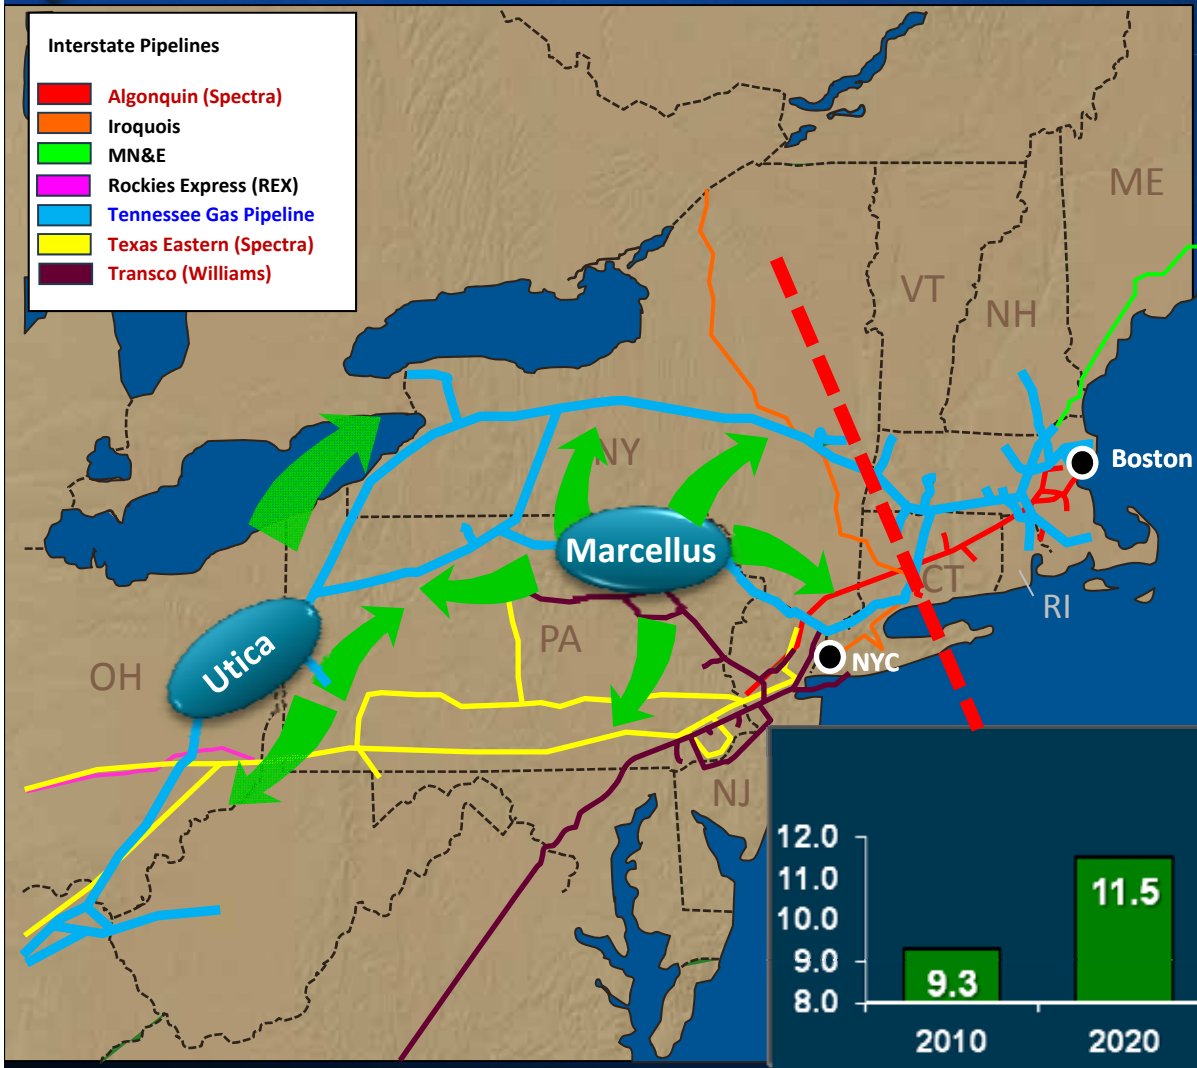 Interstate Pipelines
Algonquin (Spectra)
Iroquois
MN&E
Rockies Express (REX)
Tennessee Gas Pipeline
Texas Eastern (Spectra)
Transco (Williams)
ME
VT
NH
NY
Boston
Marcellus
CT
RI
PA
Utica
NYC
OH
NJ
12.0
11.0
10.0
9.0
8.0
11.5
9.3
2010
2020